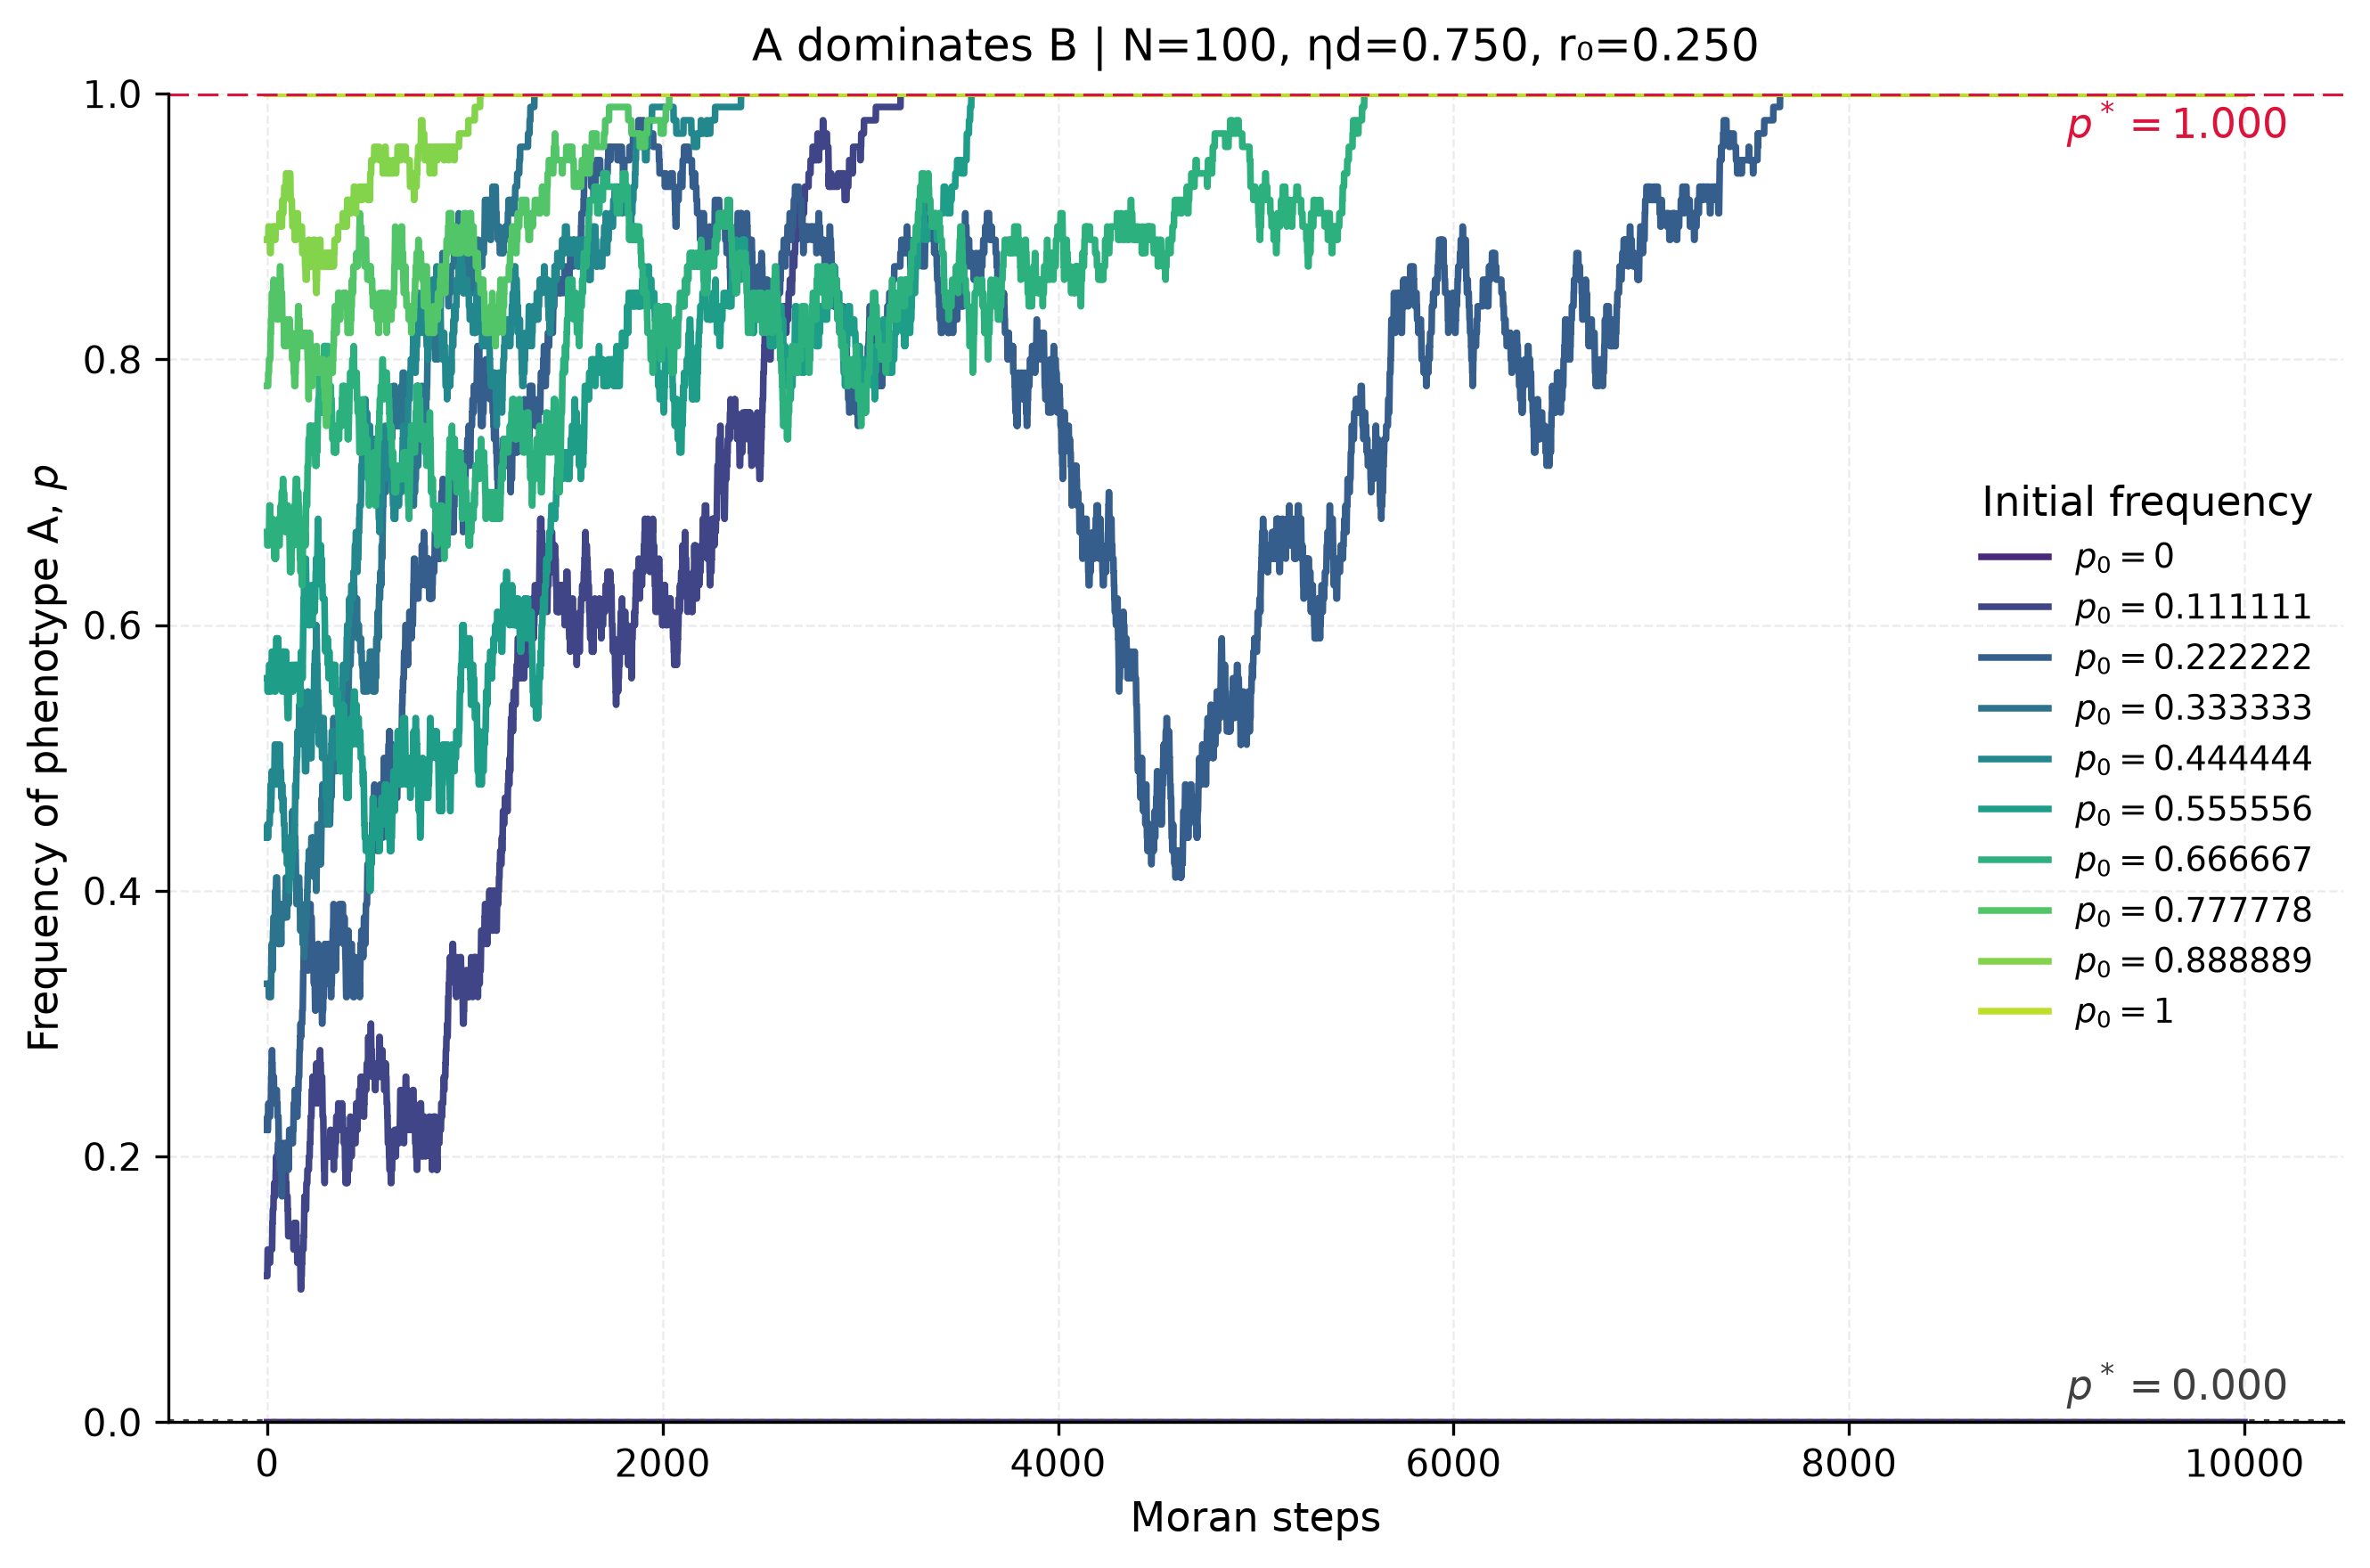 A dominates B | N=100, ηd=0.750, r₀=0.250
1.0
0.8
0.6
0.4
0.2
0.0
Frequency of phenotype A, p
p* = 1.000
Initial frequency
p₀ = 0
p₀ = 0.111111
p₀ = 0.222222
p₀ = 0.333333
p₀ = 0.444444
p₀ = 0.555556
p₀ = 0.666667
p₀ = 0.777778
p₀ = 0.888889
p₀ = 1
p* = 0.000
0 2000 4000 6000 8000 10000
Moran steps